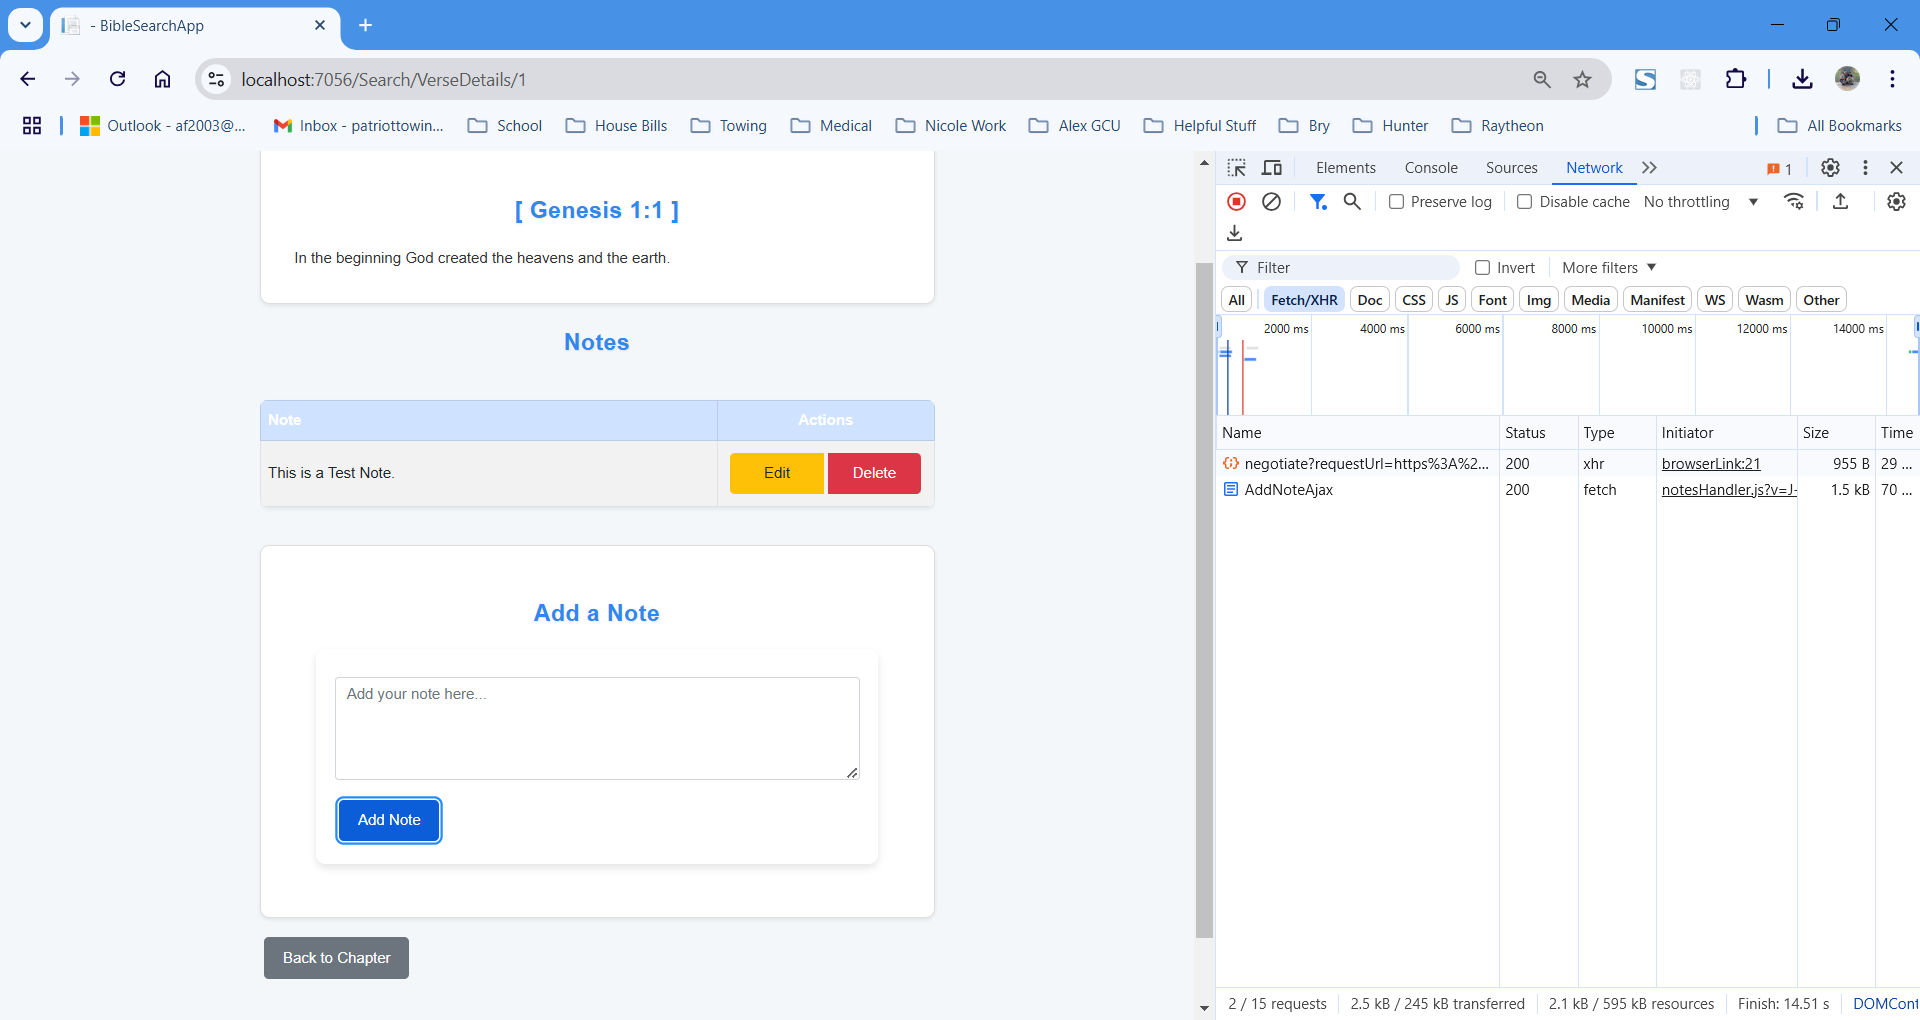 - BibleSearchApp
localhost:7056/Search/VerseDetails/1
Outlook - af2003@...
Inbox - patriottowin...
School
House Bills
Towing
Medical
Nicole Work
Alex GCU
Helpful Stuff
Bry
Hunter
Raytheon
All Bookmarks
[ Genesis 1:1 ]
In the beginning God created the heavens and the earth.
Notes
Note Actions
This is a Test Note. Edit Delete
Add a Note
Add your note here...
Add Note
Back to Chapter
Elements Console Sources Network 1
Preserve log Disable cache No throttling
Filter Invert More filters
All Fetch/XHR Doc CSS JS Font Img Media Manifest WS Wasm Other
2000 ms 4000 ms 6000 ms 8000 ms 10000 ms 12000 ms 14000 ms
Name Status Type Initiator Size Time
negotiate?requestUrl=https%3A%2... 200 xhr browserLink:21 955 B 29 ...
AddNoteAjax 200 fetch notesHandler.js?v=J- 1.5 kB 70 ...
2 / 15 requests 2.5 kB / 245 kB transferred 2.1 kB / 595 kB resources Finish: 14.51 s DOMCont